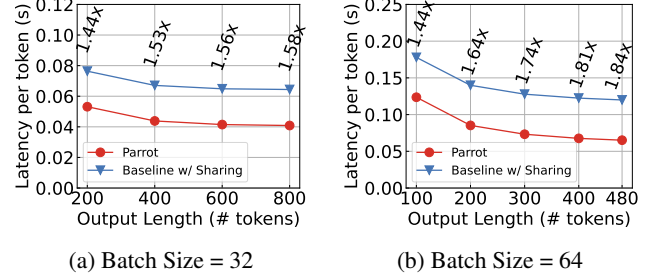 0.12
0.10
0.08
0.06
0.04
0.02
0.00
Latency per token (s)
1.44x
1.53x
1.56x
1.58x
Parrot
Baseline w/ Sharing
200 400 600 800
Output Length (# tokens)
(a) Batch Size = 32
0.25
0.20
0.15
0.10
0.05
0.00
Latency per token (s)
1.44x
1.64x
1.74x
1.81x
1.84x
Parrot
Baseline w/ Sharing
100 200 300 400 480
Output Length (# tokens)
(b) Batch Size = 64